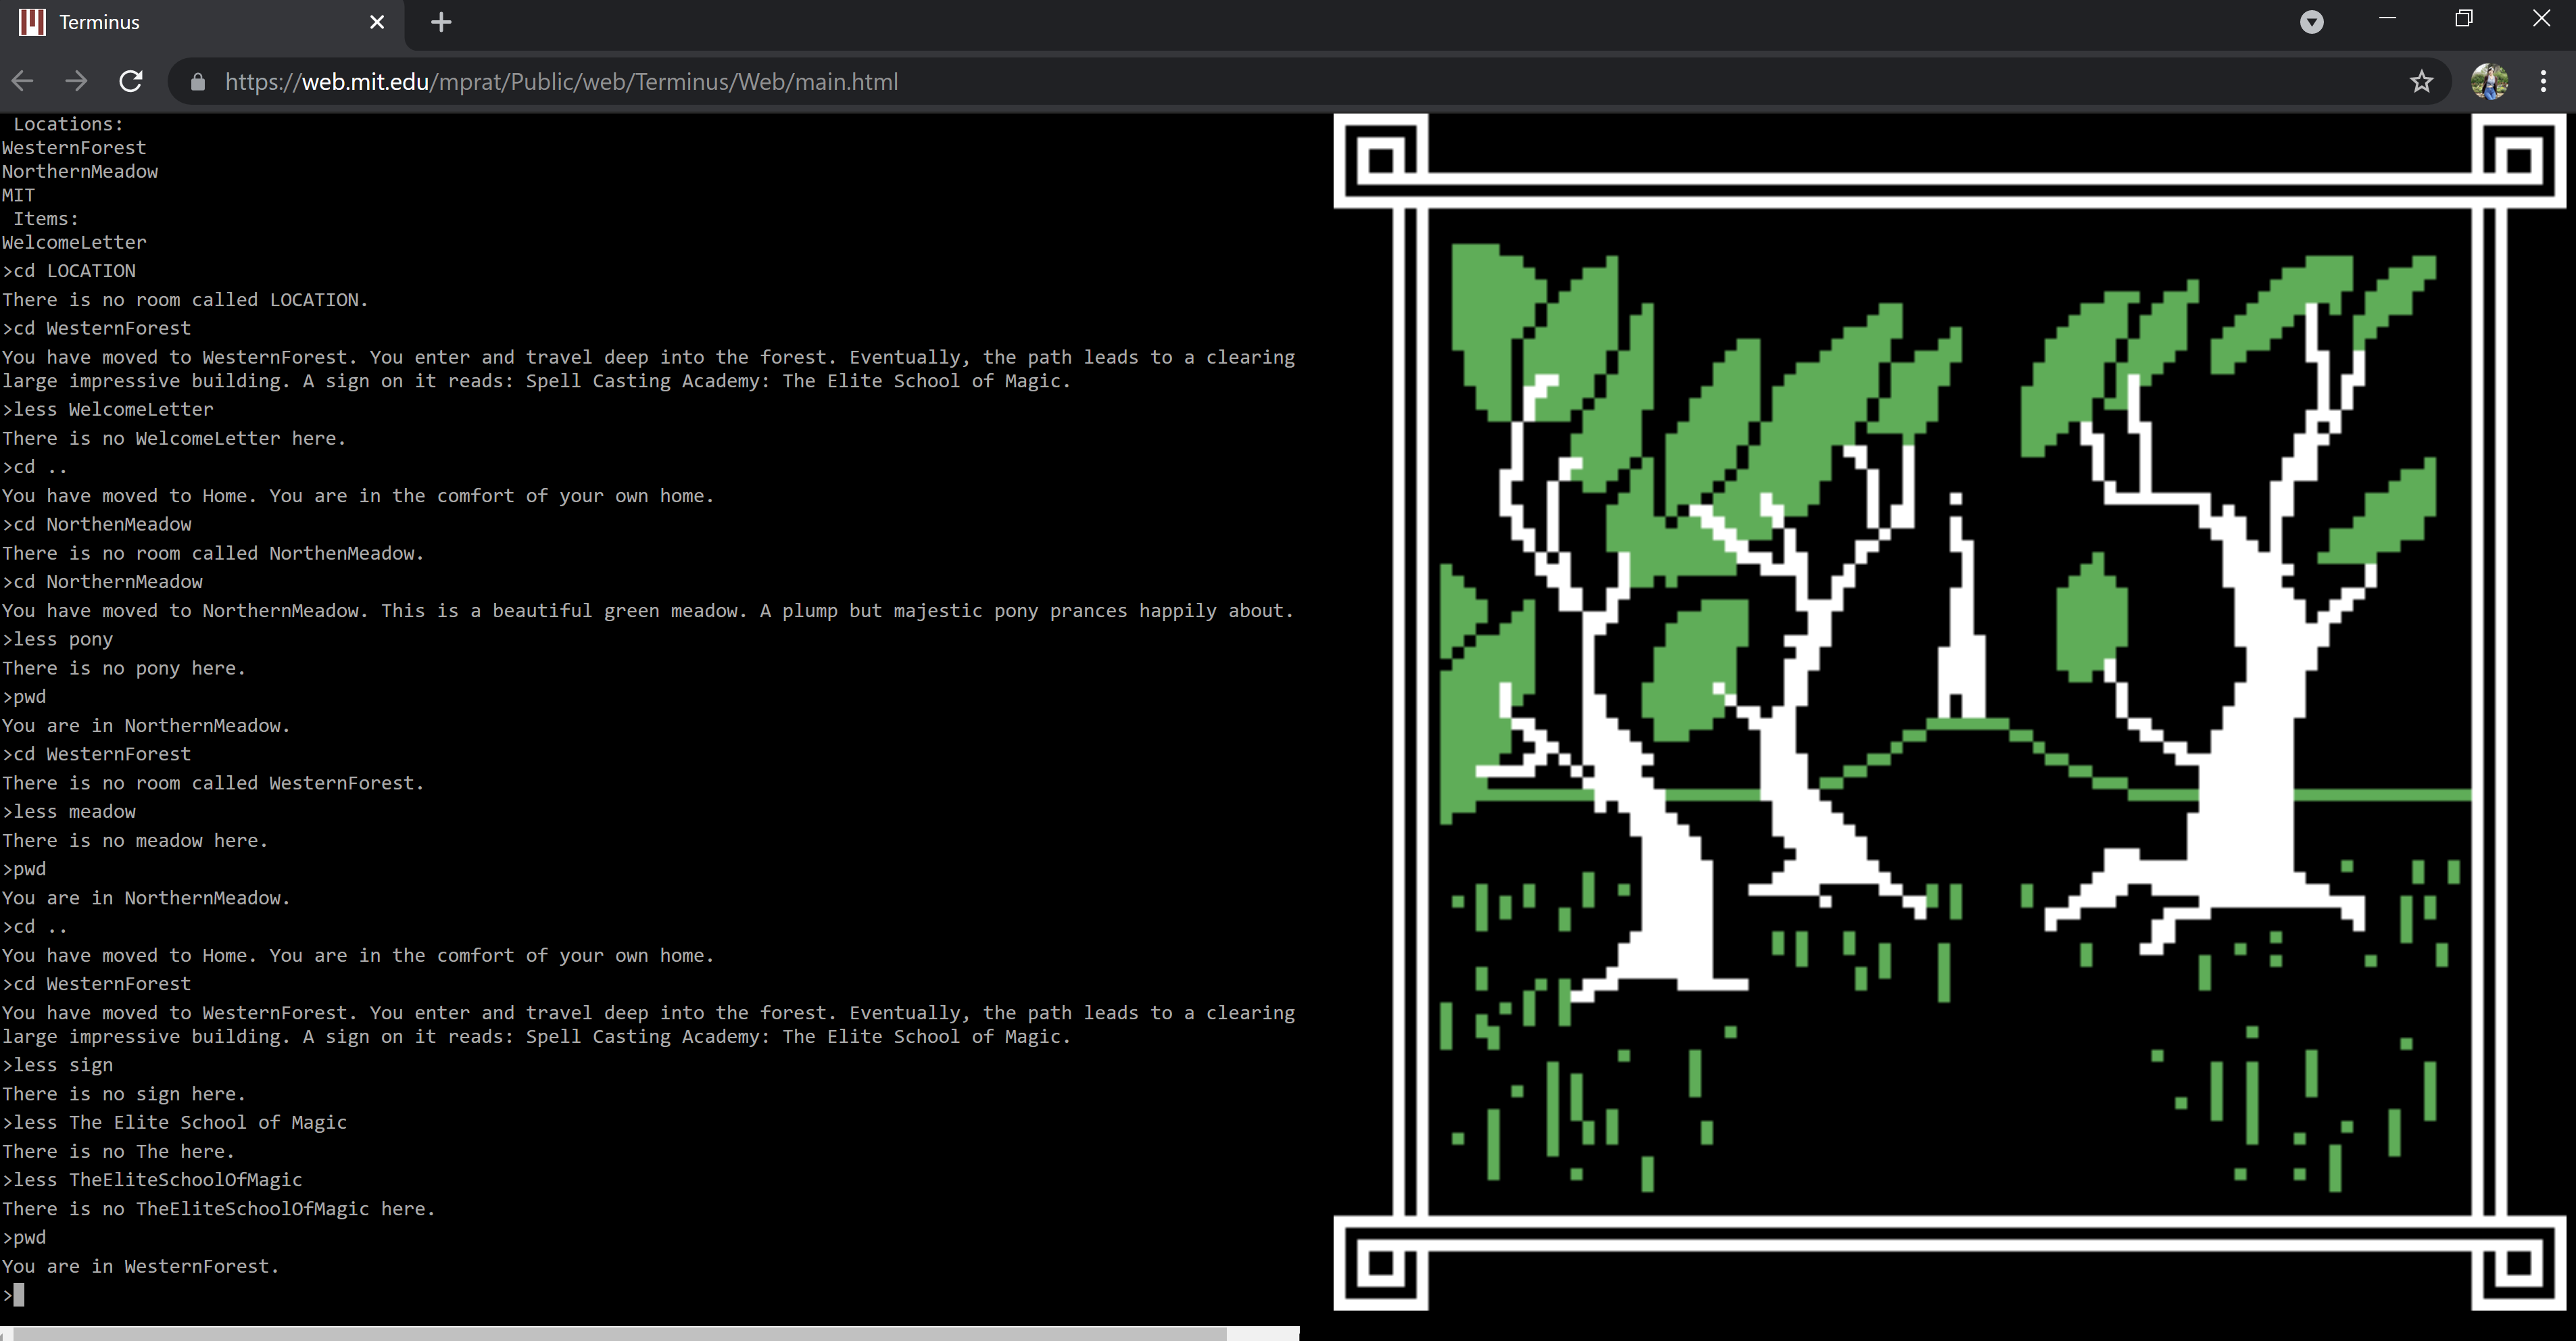 Terminus
https://web.mit.edu/mprat/Public/web/Terminus/Web/main.html
Locations:
WesternForest
NorthernMeadow
MIT
Items:
WelcomeLetter
>cd LOCATION
There is no room called LOCATION.
>cd WesternForest
You have moved to WesternForest. You enter and travel deep into the forest. Eventually, the path leads to a clearing
large impressive building. A sign on it reads: Spell Casting Academy: The Elite School of Magic.
>less WelcomeLetter
There is no WelcomeLetter here.
>cd ..
You have moved to Home. You are in the comfort of your own home.
>cd NorthenMeadow
There is no room called NorthenMeadow.
>cd NorthernMeadow
You have moved to NorthernMeadow. This is a beautiful green meadow. A plump but majestic pony prances happily about.
>less pony
There is no pony here.
>pwd
You are in NorthernMeadow.
>cd WesternForest
There is no room called WesternForest.
>less meadow
There is no meadow here.
>pwd
You are in NorthernMeadow.
>cd ..
You have moved to Home. You are in the comfort of your own home.
>cd WesternForest
You have moved to WesternForest. You enter and travel deep into the forest. Eventually, the path leads to a clearing
large impressive building. A sign on it reads: Spell Casting Academy: The Elite School of Magic.
>less sign
There is no sign here.
>less The Elite School of Magic
There is no The here.
>less TheEliteSchoolOfMagic
There is no TheEliteSchoolOfMagic here.
>pwd
You are in WesternForest.
>